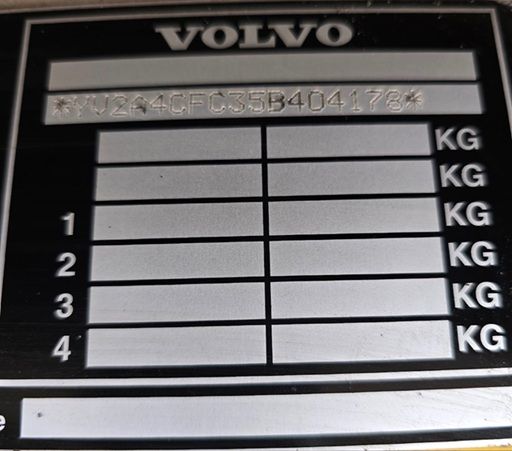 VOLVO
*YV2A4CFC35B404178*
KG
KG
1 KG
2 KG
3 KG
4 KG
e